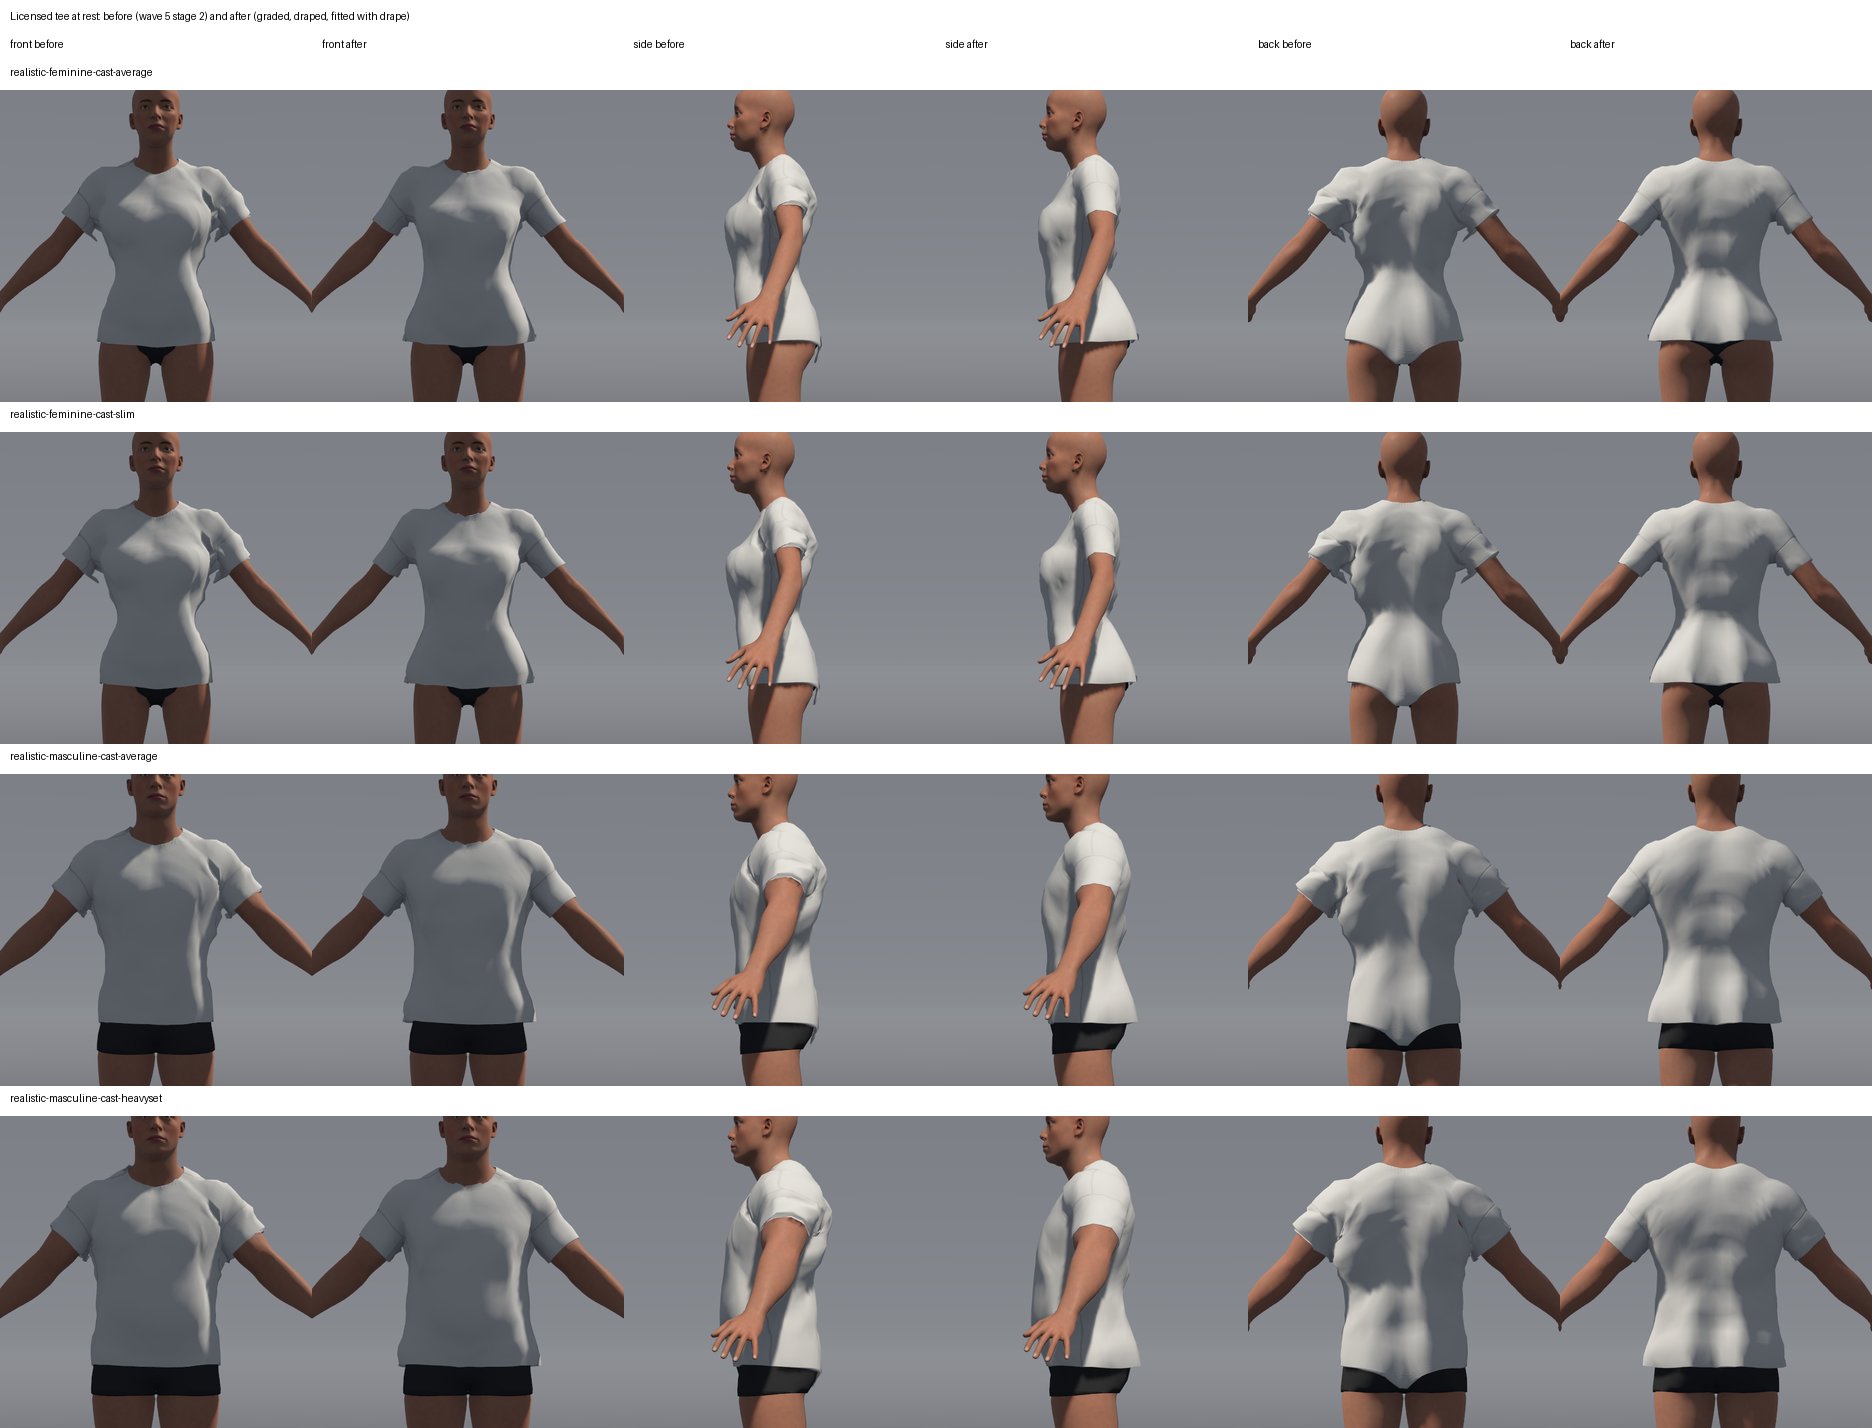 Licensed tee at rest: before (wave 5 stage 2) and after (graded, draped, fitted with drape)
front before front after side before side after back before back after
realistic-feminine-cast-average
realistic-feminine-cast-slim
realistic-masculine-cast-average
realistic-masculine-cast-heavyset